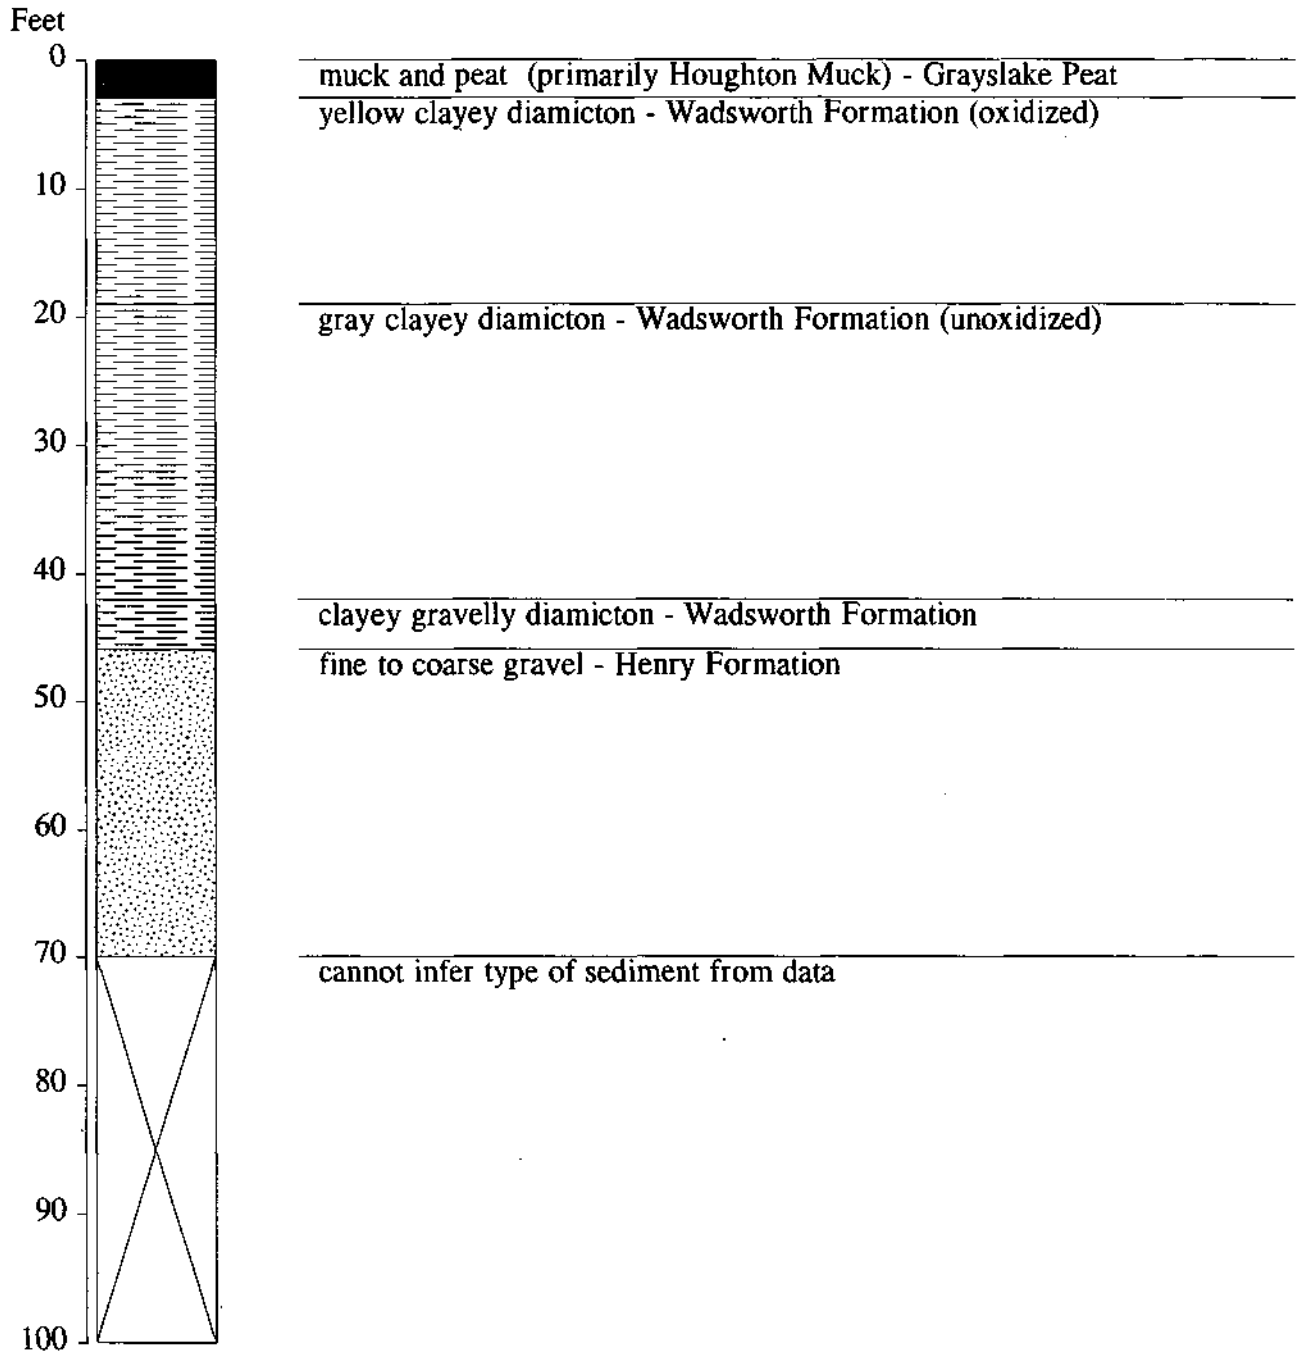 Feet
0
muck and peat (primarily Houghton Muck) - Grayslake Peat
yellow clayey diamicton - Wadsworth Formation (oxidized)
10
20
gray clayey diamicton - Wadsworth Formation (unoxidized)
30
40
clayey gravelly diamicton - Wadsworth Formation
fine to coarse gravel - Henry Formation
50
60
70
cannot infer type of sediment from data
80
90
100